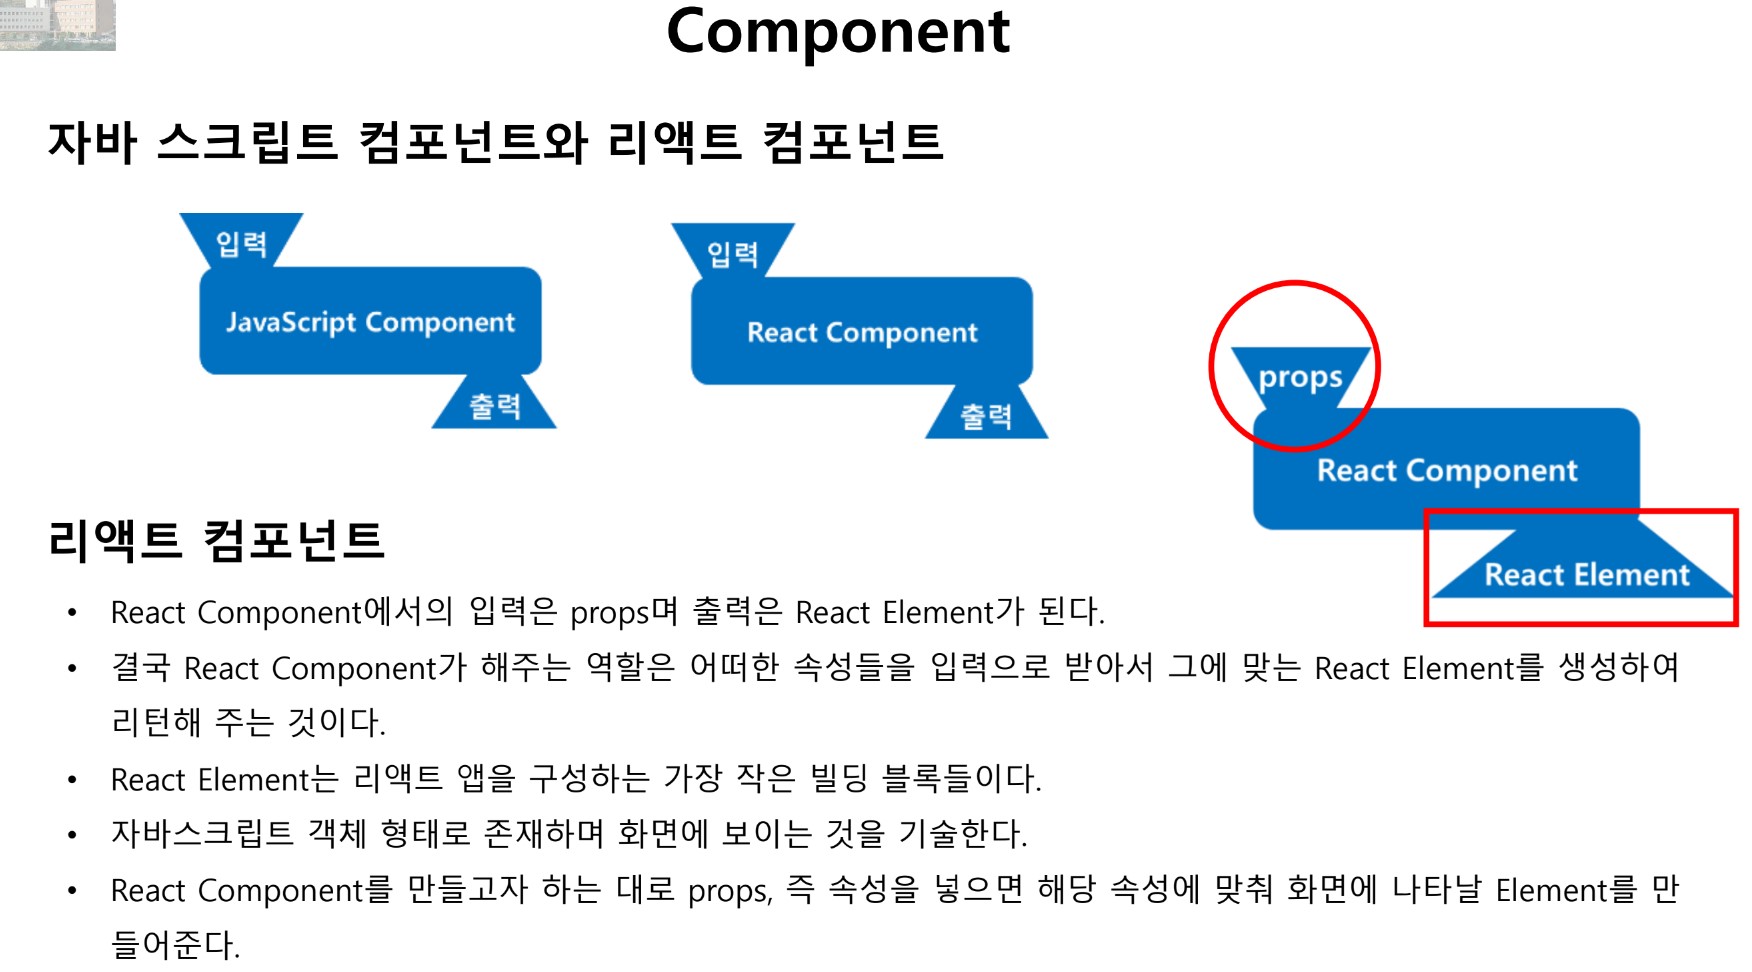 Component
자바 스크립트 컴포넌트와 리액트 컴포넌트
입력
JavaScript Component
출력
입력
React Component
출력
props
React Component
React Element
리액트 컴포넌트
• React Component에서의 입력은 props며 출력은 React Element가 된다.
• 결국 React Component가 해주는 역할은 어떠한 속성들을 입력으로 받아서 그에 맞는 React Element를 생성하여
리턴해 주는 것이다.
• React Element는 리액트 앱을 구성하는 가장 작은 빌딩 블록들이다.
• 자바스크립트 객체 형태로 존재하며 화면에 보이는 것을 기술한다.
• React Component를 만들고자 하는 대로 props, 즉 속성을 넣으면 해당 속성에 맞춰 화면에 나타날 Element를 만
들어준다.